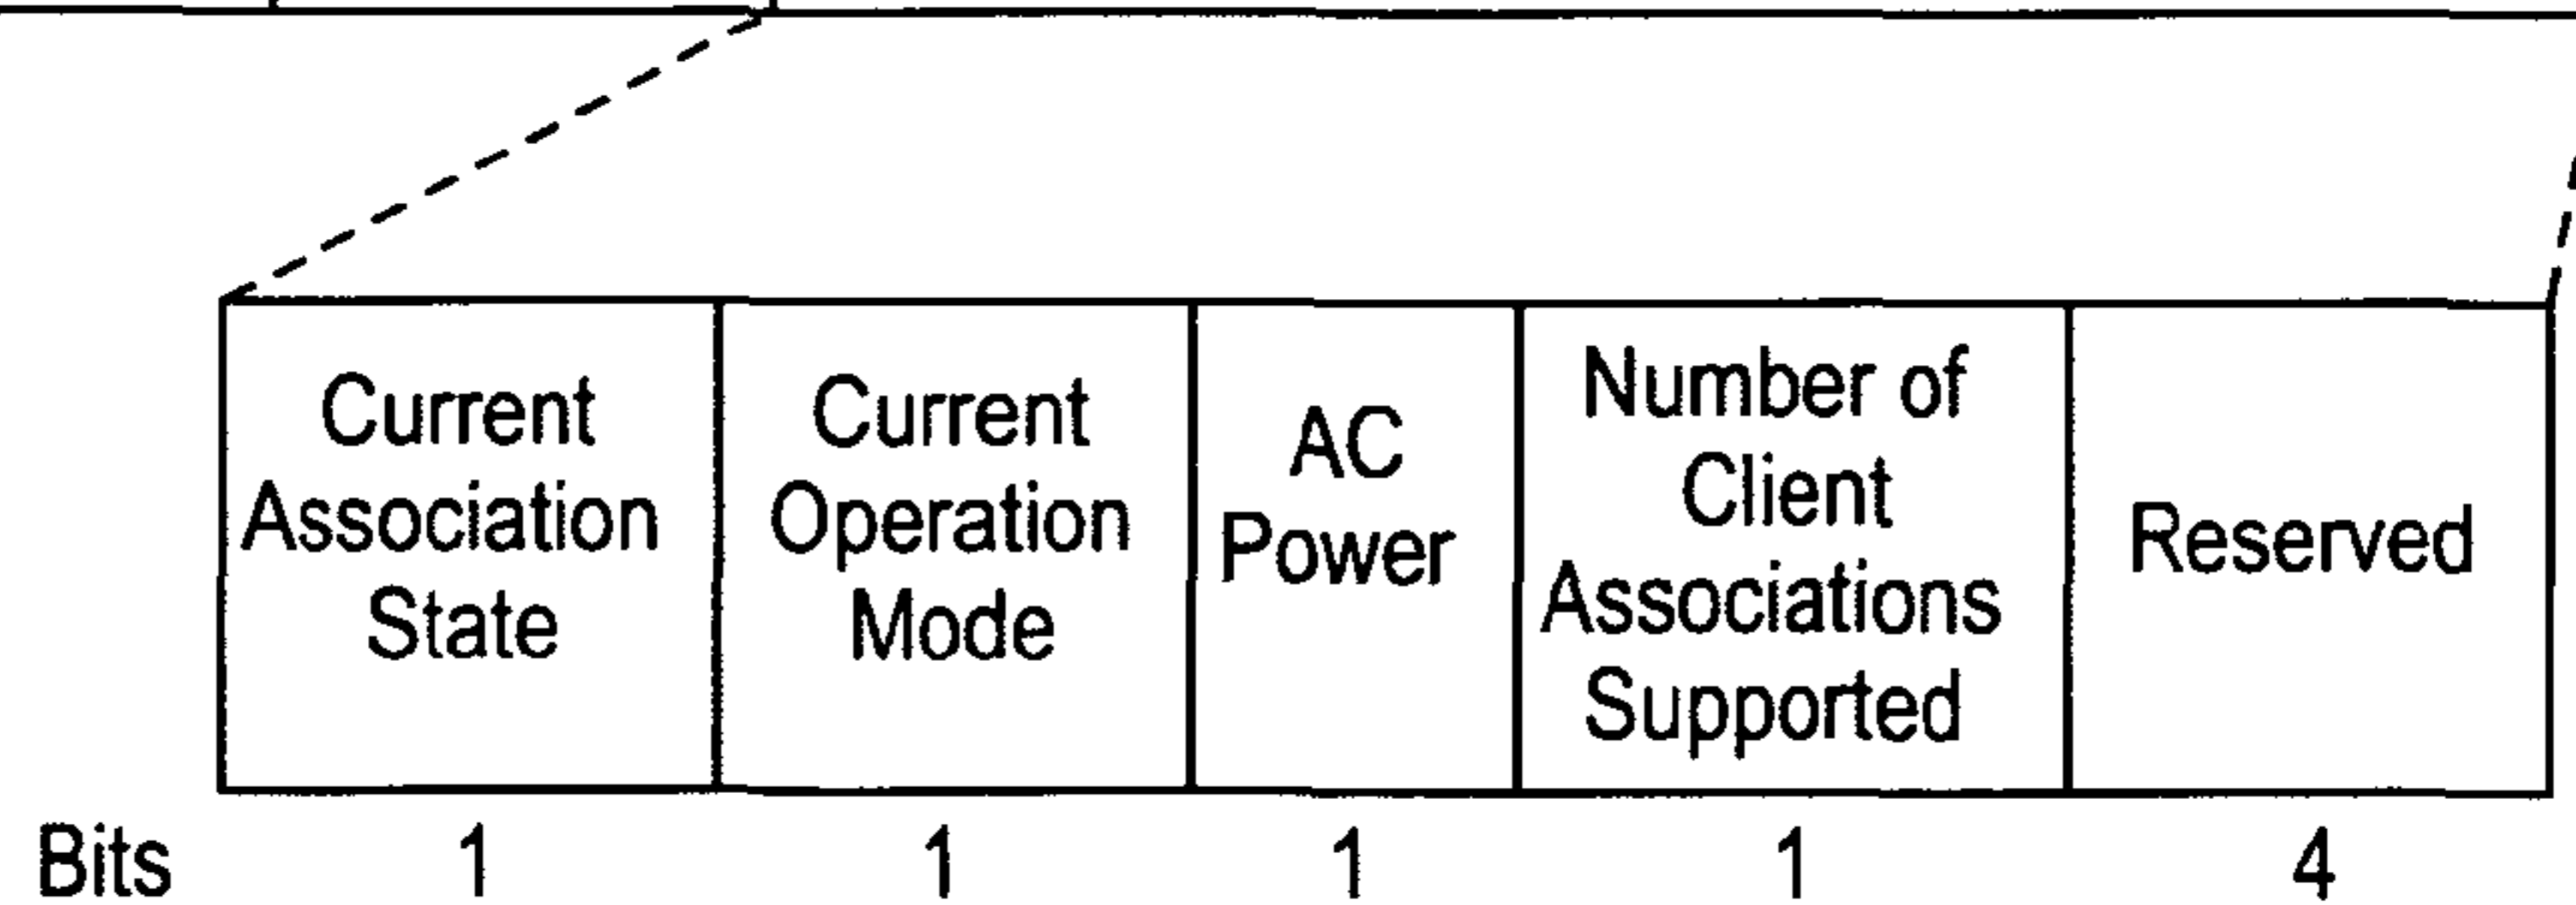 Current
Association
State
Current
Operation
Mode
AC
Power
Number of
Client
Associations
Supported
Reserved
Bits 1 1 1 1 4